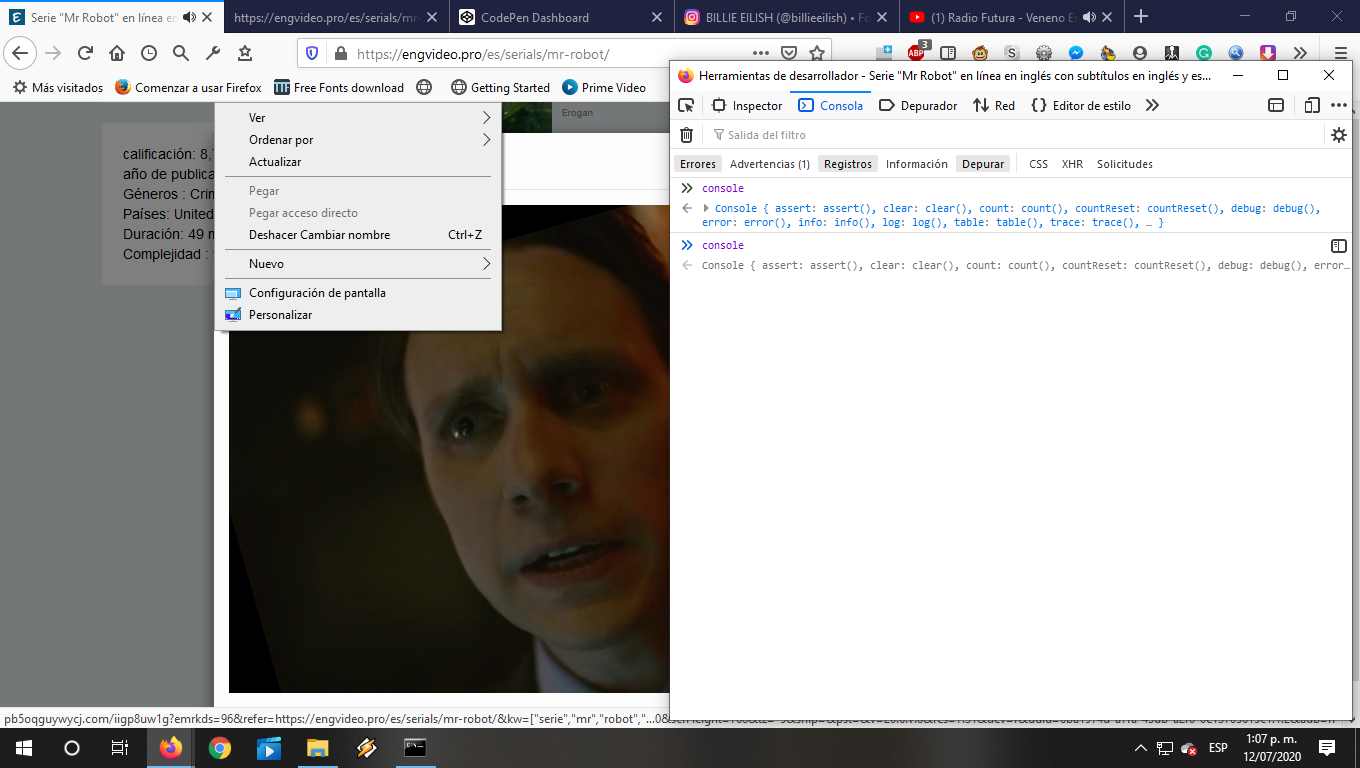 Serie "Mr Robot" en línea en
https://engvideo.pro/es/serials/mr-
CodePen Dashboard
BILLIE EILISH (@billieeilish) • Fo
(1) Radio Futura - Veneno En
https://engvideo.pro/es/serials/mr-robot/
ABP
3
S
Más visitados
Comenzar a usar Firefox
Free Fonts download
Getting Started
Prime Video
Erogan
calificación: 8,
año de publica
Géneros : Crim
Países: United
Duración: 49 m
Complejidad :
Ver
Ordenar por
Actualizar
Pegar
Pegar acceso directo
Deshacer Cambiar nombre Ctrl+Z
Nuevo
Configuración de pantalla
Personalizar
Herramientas de desarrollador - Serie "Mr Robot" en línea en inglés con subtítulos en inglés y es...
Inspector
Consola
Depurador
Red
Editor de estilo
Salida del filtro
Errores
Advertencias (1)
Registros
Información
Depurar
CSS
XHR
Solicitudes
console
Console { assert: assert(), clear: clear(), count: count(), countReset: countReset(), debug: debug(),
error: error(), info: info(), log: log(), table: table(), trace: trace(), … }
console
Console { assert: assert(), clear: clear(), count: count(), countReset: countReset(), debug: debug(), error…
pb5oqguywycj.com/iigp8uw1g?emrkds=96&refer=https://engvideo.pro/es/serials/mr-robot/&kw=["serie","mr","robot","...
ESP
1:07 p. m.
12/07/2020